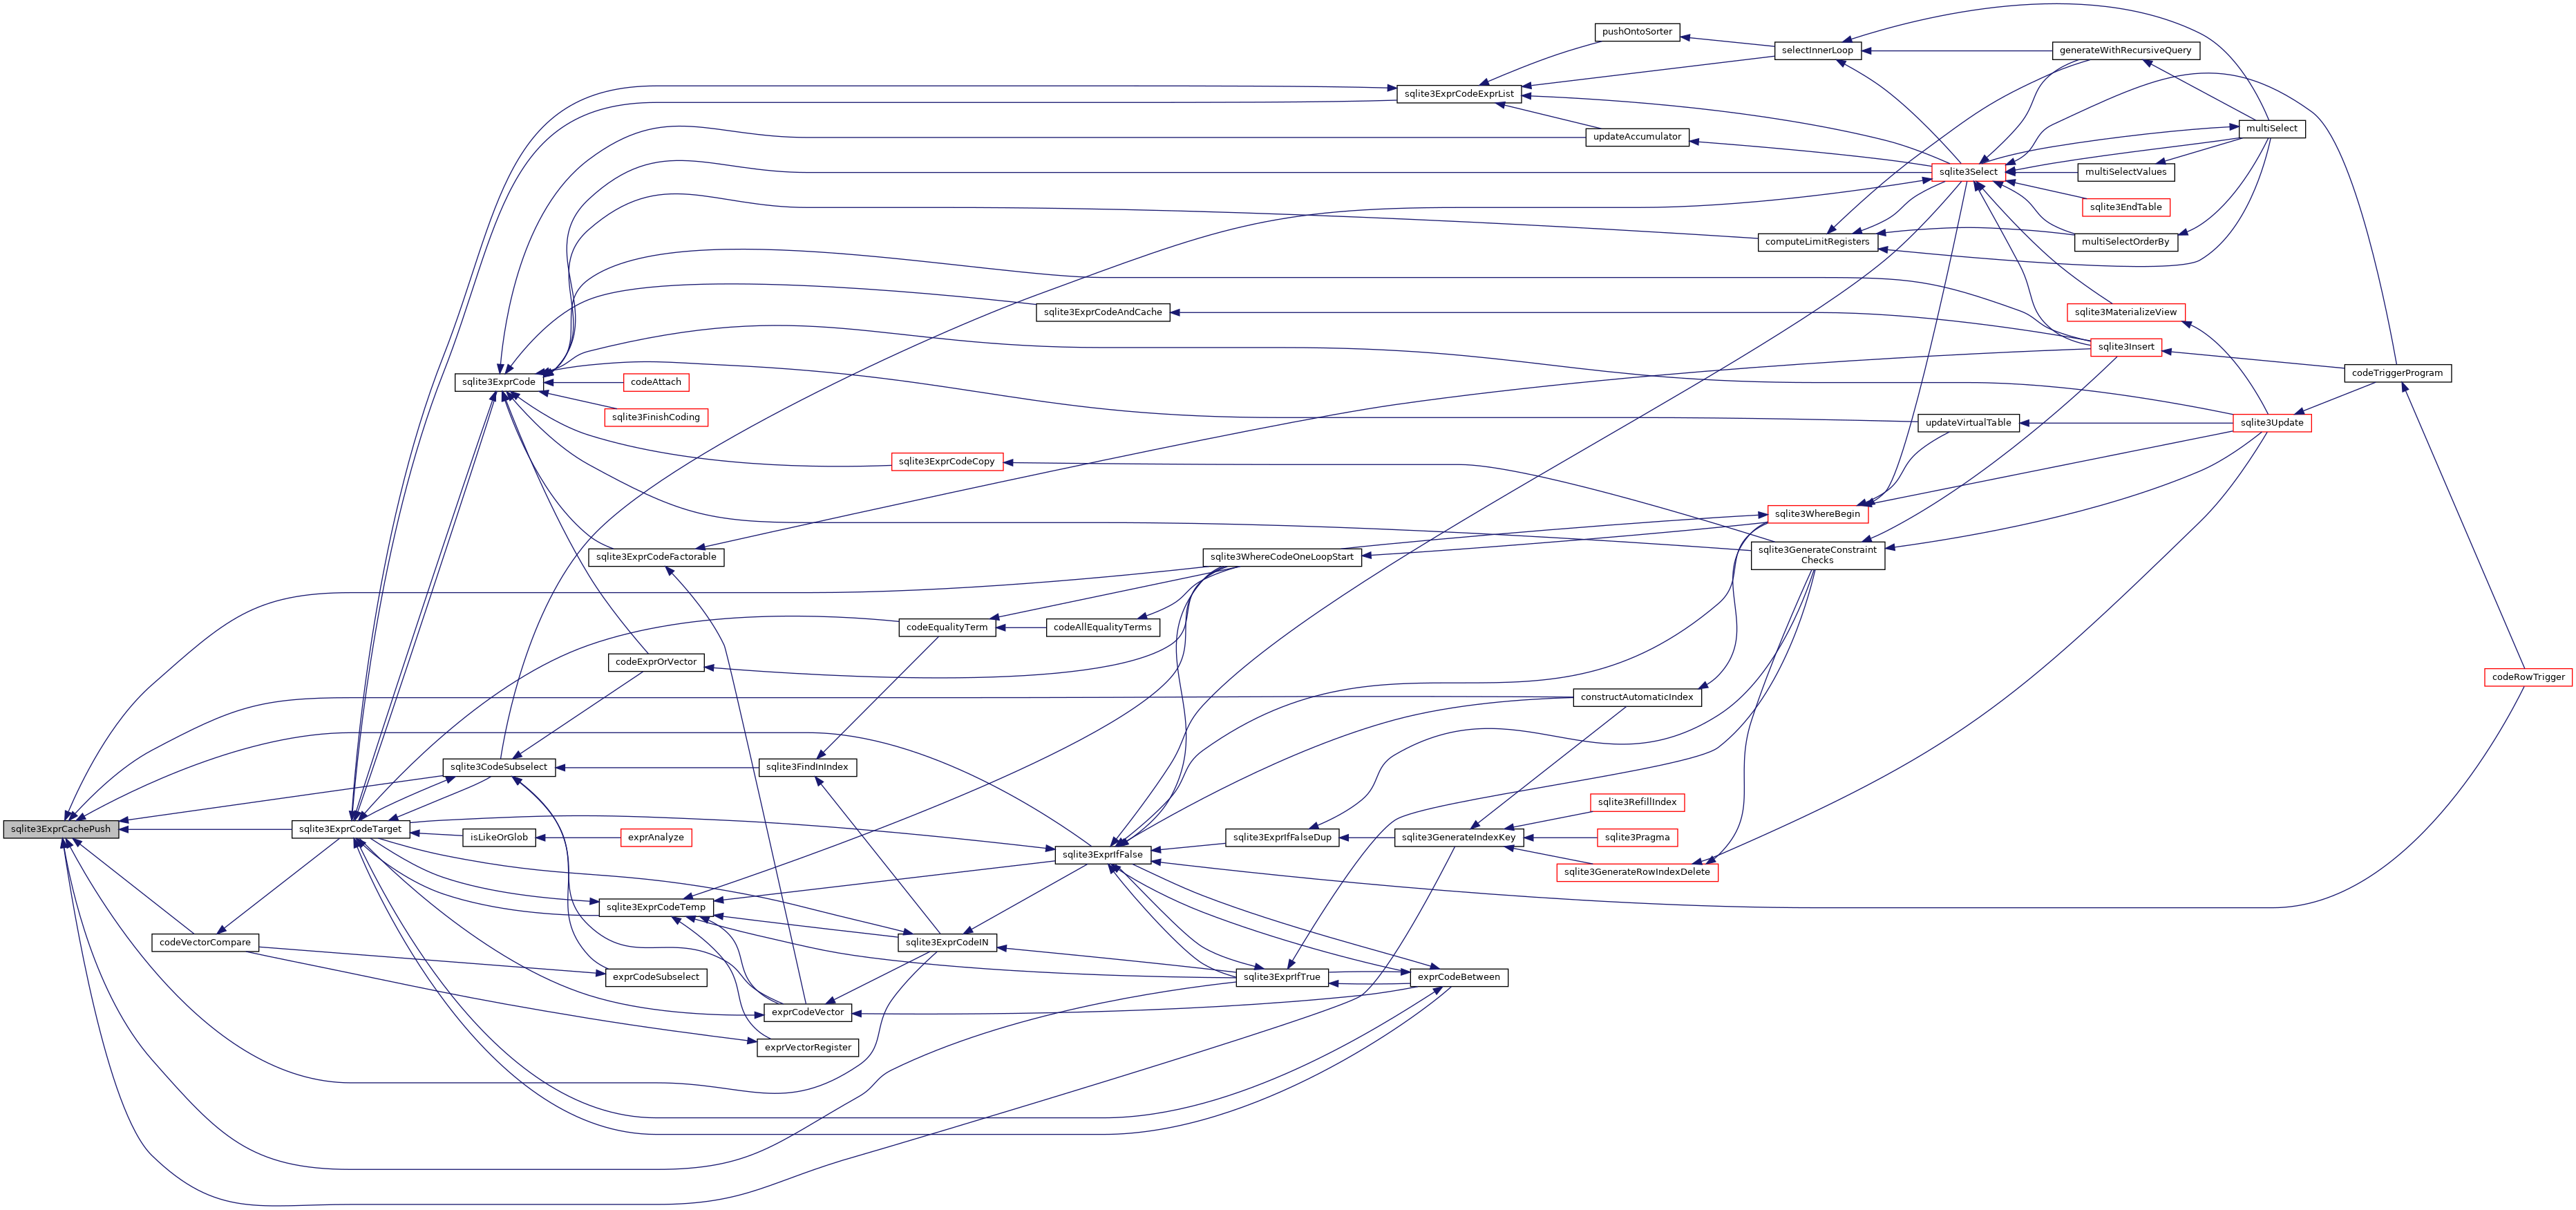 pushOntoSorter
selectInnerLoop
generateWithRecursiveQuery
sqlite3ExprCodeExprList
multiSelect
updateAccumulator
sqlite3Select
multiSelectValues
sqlite3EndTable
computeLimitRegisters
multiSelectOrderBy
sqlite3ExprCodeAndCache
sqlite3MaterializeView
sqlite3Insert
codeTriggerProgram
sqlite3ExprCode
codeAttach
sqlite3FinishCoding
updateVirtualTable
sqlite3Update
sqlite3ExprCodeCopy
sqlite3WhereBegin
sqlite3ExprCodeFactorable
sqlite3WhereCodeOneLoopStart
sqlite3GenerateConstraint
Checks
codeEqualityTerm
codeAllEqualityTerms
codeExprOrVector
codeRowTrigger
constructAutomaticIndex
sqlite3CodeSubselect
sqlite3FindInIndex
sqlite3RefillIndex
sqlite3ExprCachePush
sqlite3ExprCodeTarget
isLikeOrGlob
exprAnalyze
sqlite3ExprIfFalseDup
sqlite3GenerateIndexKey
sqlite3Pragma
sqlite3ExprIfFalse
sqlite3GenerateRowIndexDelete
sqlite3ExprCodeTemp
codeVectorCompare
sqlite3ExprCodeIN
exprCodeSubselect
sqlite3ExprIfTrue
exprCodeBetween
exprCodeVector
exprVectorRegister